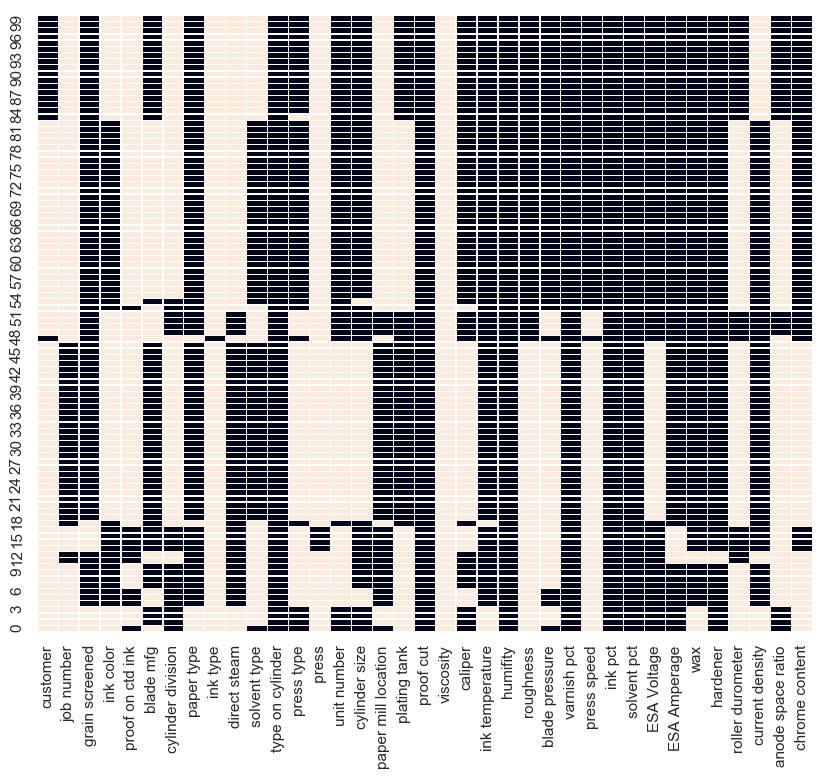 99
96
93
90
87
84
81
78
75
72
69
66
63
60
57
54
51
48
45
42
39
36
33
30
27
24
21
18
15
12
9
6
3
0
customer
job number
grain screened
ink color
proof on ctd ink
blade mfg
cylinder division
paper type
ink type
direct steam
solvent type
type on cylinder
press type
press
unit number
cylinder size
paper mill location
plating tank
proof cut
viscosity
caliper
ink temperature
humifity
roughness
blade pressure
varnish pct
press speed
ink pct
solvent pct
ESA Voltage
ESA Amperage
wax
hardener
roller durometer
current density
anode space ratio
chrome content